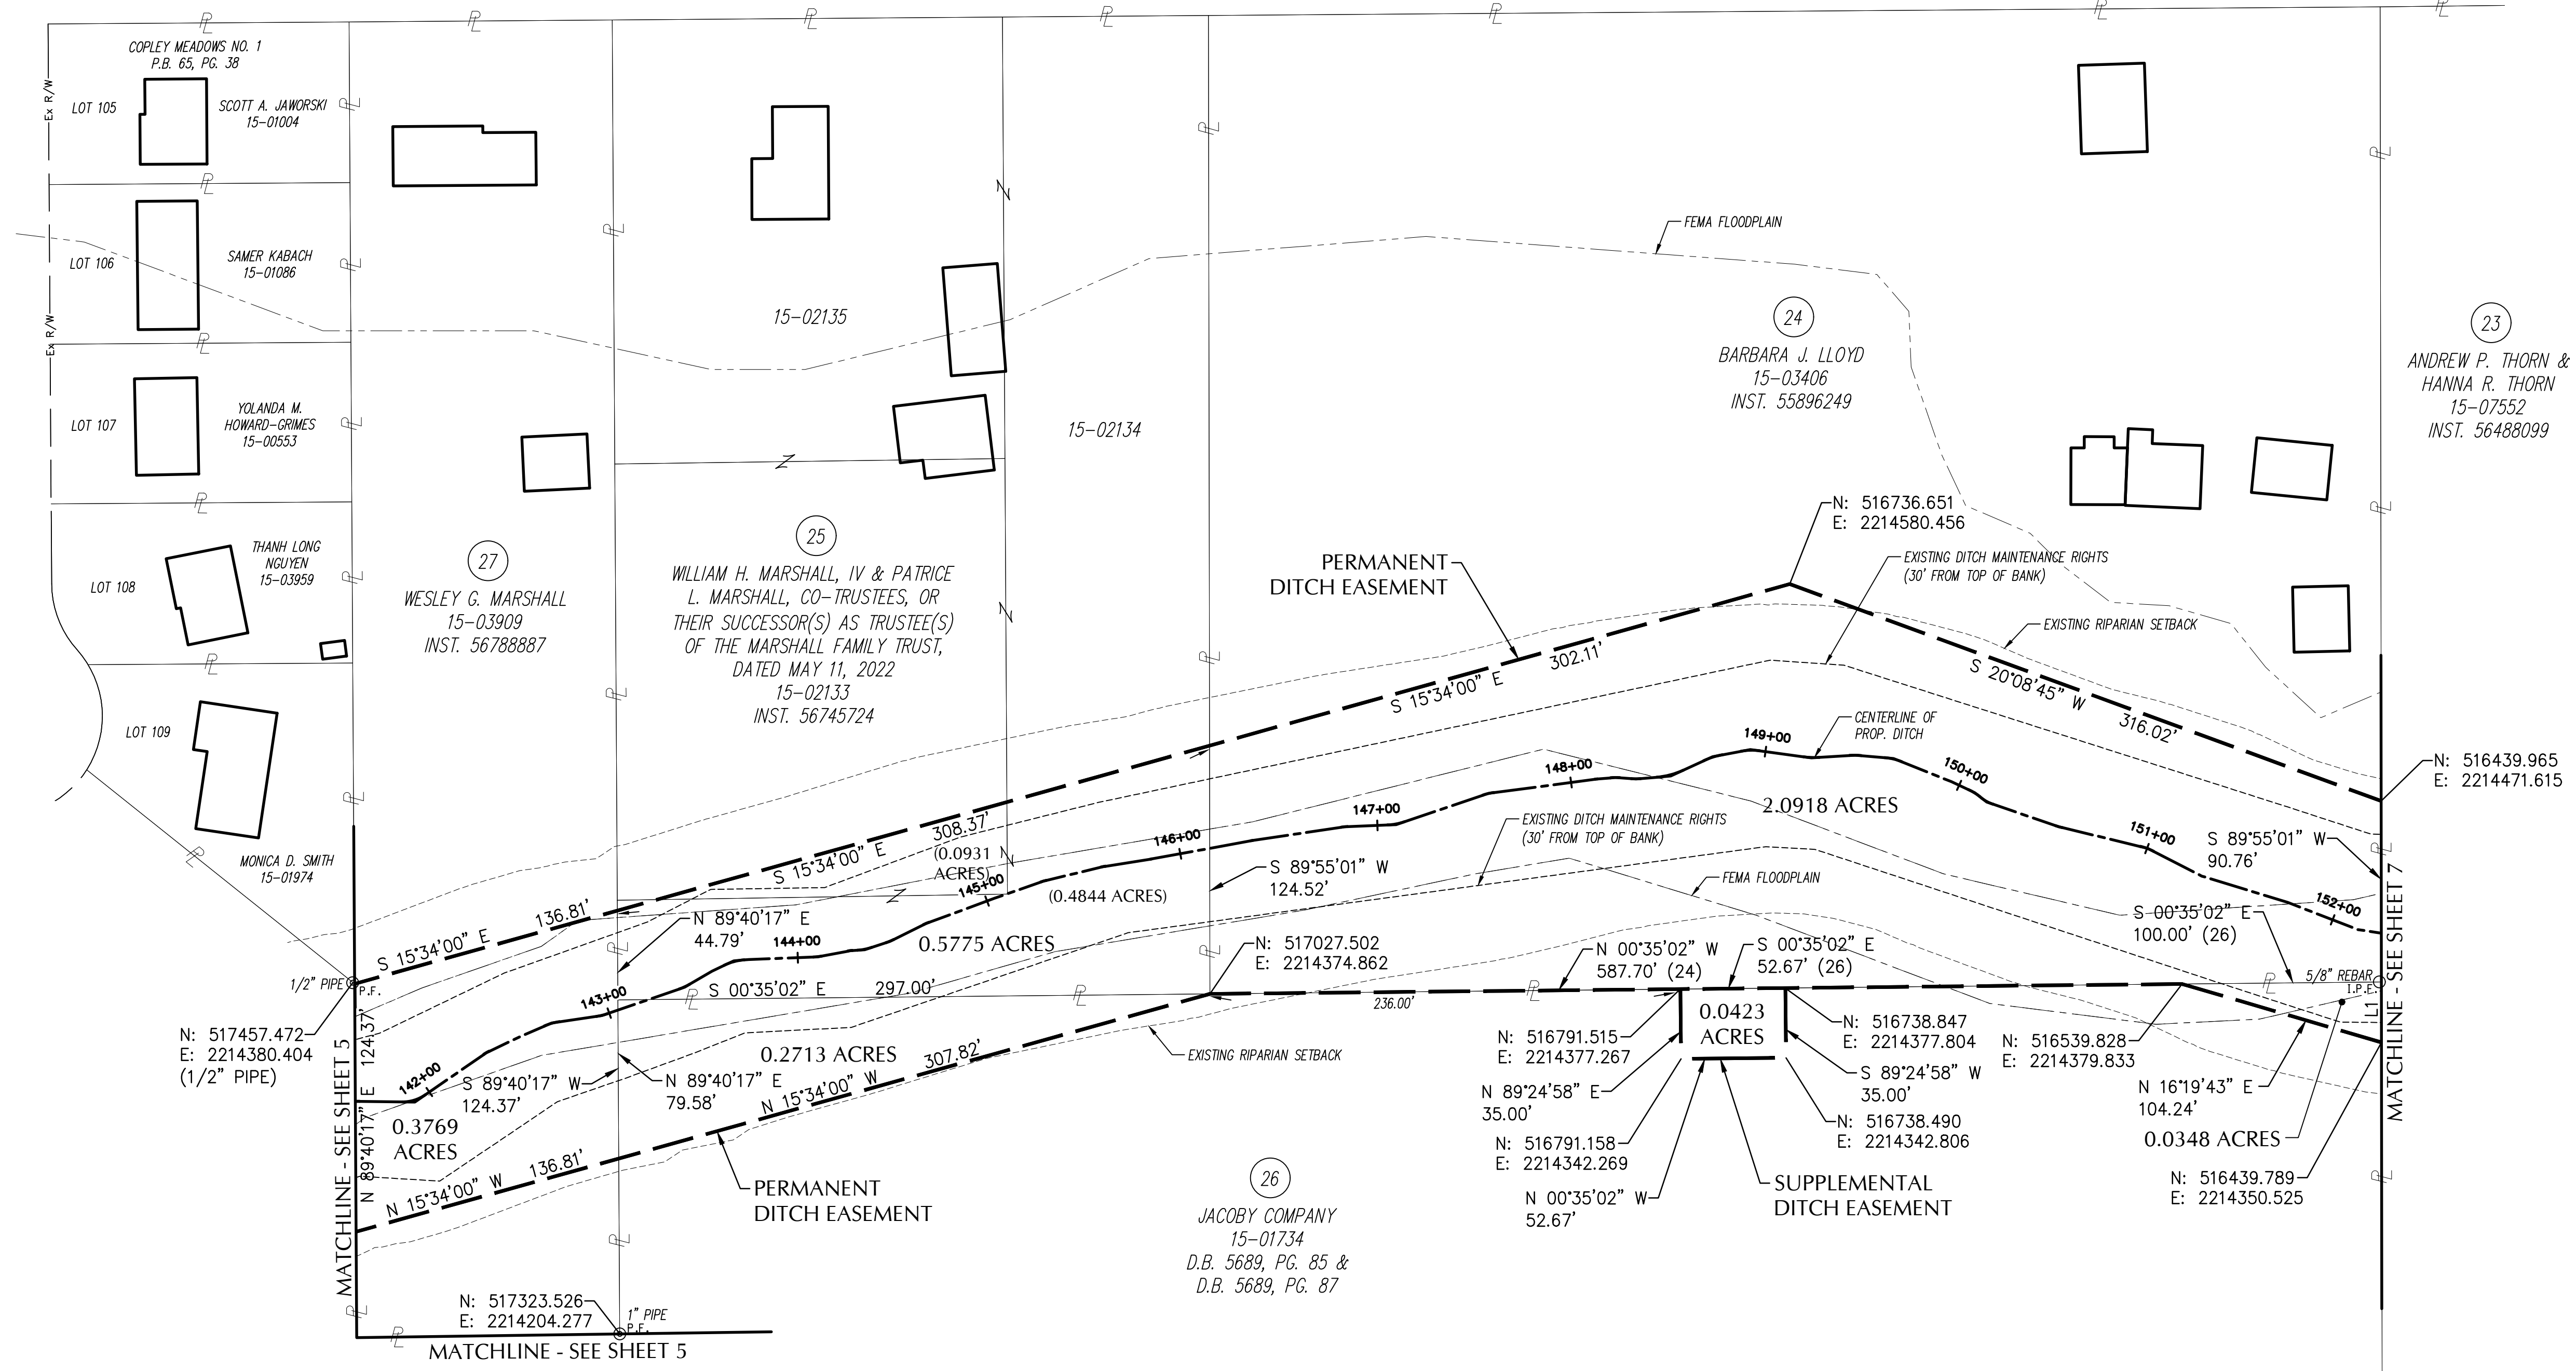 COPLEY MEADOWS NO. 1
P.B. 65, PG. 38
Ex R/W
LOT 105
SCOTT A. JAWORSKI
15-01004
LOT 106
SAMER KABACH
15-01086
Ex R/W
LOT 107
YOLANDA M.
HOWARD-GRIMES
15-00553
LOT 108
THANH LONG
NGUYEN
15-03959
LOT 109
MONICA D. SMITH
15-01974
27
WESLEY G. MARSHALL
15-03909
INST. 56788887
15-02135
25
WILLIAM H. MARSHALL, IV & PATRICE
L. MARSHALL, CO-TRUSTEES, OR
THEIR SUCCESSOR(S) AS TRUSTEE(S)
OF THE MARSHALL FAMILY TRUST,
DATED MAY 11, 2022
15-02133
INST. 56745724
15-02134
FEMA FLOODPLAIN
24
BARBARA J. LLOYD
15-03406
INST. 55896249
23
ANDREW P. THORN &
HANNA R. THORN
15-07552
INST. 56488099
N: 516736.651
E: 2214580.456
PERMANENT
DITCH EASEMENT
EXISTING DITCH MAINTENANCE RIGHTS
(30' FROM TOP OF BANK)
EXISTING RIPARIAN SETBACK
S 15°34'00" E 302.11'
S 20°08'45" W 316.02'
CENTERLINE OF
PROP. DITCH
N: 516439.965
E: 2214471.615
142+00
143+00
144+00
145+00
146+00
147+00
148+00
149+00
150+00
151+00
152+00
2.0918 ACRES
EXISTING DITCH MAINTENANCE RIGHTS
(30' FROM TOP OF BANK)
S 89°55'01" W
90.76'
S 15°34'00" E 308.37'
(0.0931
ACRES)
(0.4844 ACRES)
0.5775 ACRES
S 89°55'01" W
124.52'
FEMA FLOODPLAIN
S 00°35'02" E
100.00' (26)
S 15°34'00" E 136.81'
N 89°40'17" E
44.79'
1/2" PIPE
P.F.
N: 517457.472
E: 2214380.404
(1/2" PIPE)
S 00°35'02" E 297.00'
N: 517027.502
E: 2214374.862
N 00°35'02" W
587.70' (24)
S 00°35'02" E
52.67' (26)
5/8" REBAR
I.P.F.
236.00'
L1
0.0423
ACRES
N: 516791.515
E: 2214377.267
N: 516738.847
E: 2214377.804
N: 516539.828
E: 2214379.833
0.2713 ACRES
EXISTING RIPARIAN SETBACK
MATCHLINE - SEE SHEET 5
N 89°40'17" E 124.37'
S 89°40'17" W
124.37'
N 89°40'17" E
79.58'
N 15°34'00" W 307.82'
N 89°24'58" E
35.00'
S 89°24'58" W
35.00'
N 16°19'43" E
104.24'
0.3769
ACRES
N: 516791.158
E: 2214342.269
N: 516738.490
E: 2214342.806
0.0348 ACRES
N: 516439.789
E: 2214350.525
MATCHLINE - SEE SHEET 7
N 15°34'00" W 136.81'
PERMANENT
DITCH EASEMENT
N 00°35'02" W
52.67'
SUPPLEMENTAL
DITCH EASEMENT
26
JACOBY COMPANY
15-01734
D.B. 5689, PG. 85 &
D.B. 5689, PG. 87
N: 517323.526
E: 2214204.277
1" PIPE
P.F.
MATCHLINE - SEE SHEET 5